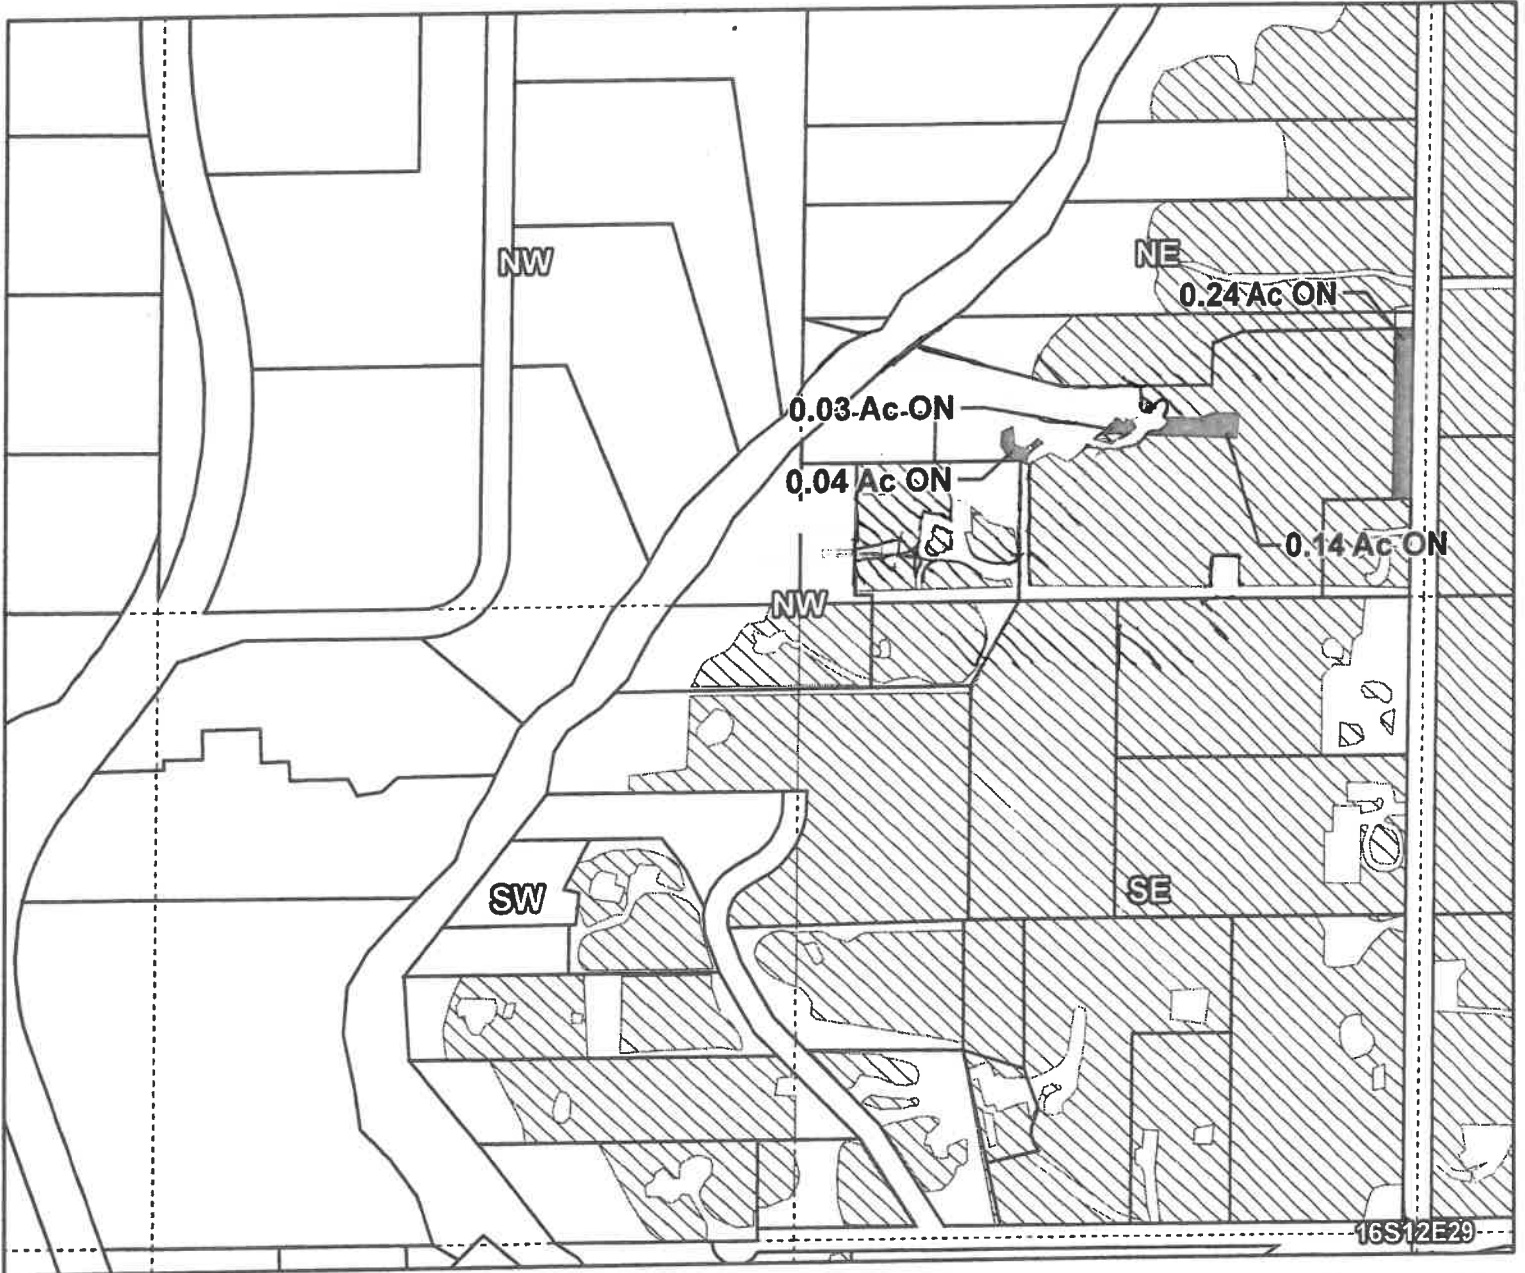 NE
NW
0.24 Ac ON
0.03 Ac ON
0.04 Ac ON
0.14 Ac ON
NW
SE
SW
16S12E29